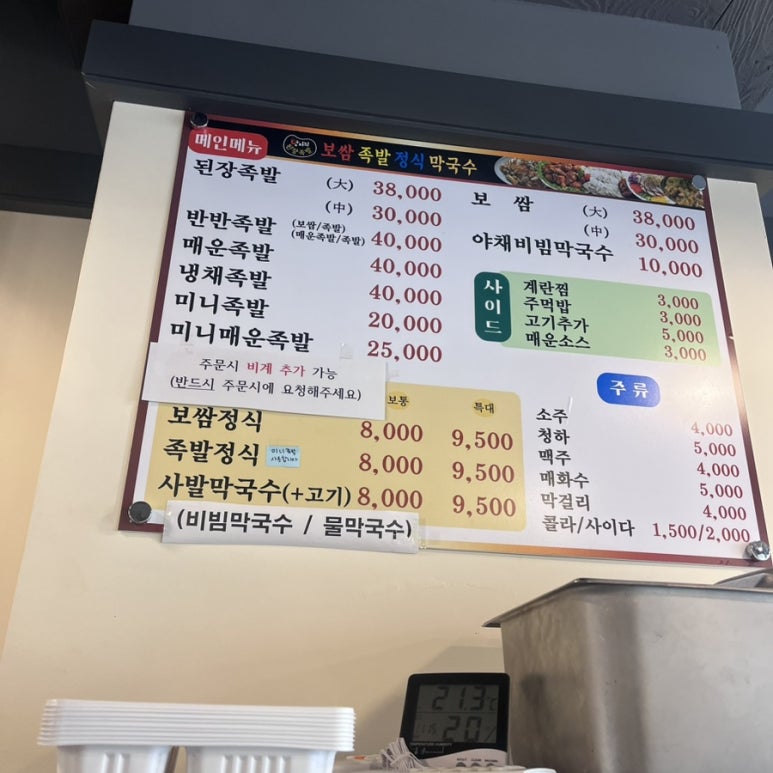 메인메뉴
보쌈 족발 정식 막국수
된장족발 (大) 38,000
(中) 30,000
반반족발 (보쌈/족발) (매운족발/족발) 40,000
매운족발 40,000
냉채족발 40,000
미니족발 20,000
미니매운족발 25,000
주문시 비계 추가 가능
(반드시 주문시에 요청해주세요)
보통 특대
보쌈정식 8,000 9,500
족발정식 8,000 9,500
사발막국수(+고기) 8,000 9,500
(비빔막국수 / 물막국수)
보 쌈 (大) 38,000
(中) 30,000
야채비빔막국수 10,000
사이드
계란찜 3,000
주먹밥 3,000
고기추가 5,000
매운소스 3,000
주류
소주 4,000
청하 5,000
맥주 4,000
매화수 5,000
막걸리 4,000
콜라/사이다 1,500/2,000
21.3℃
20%